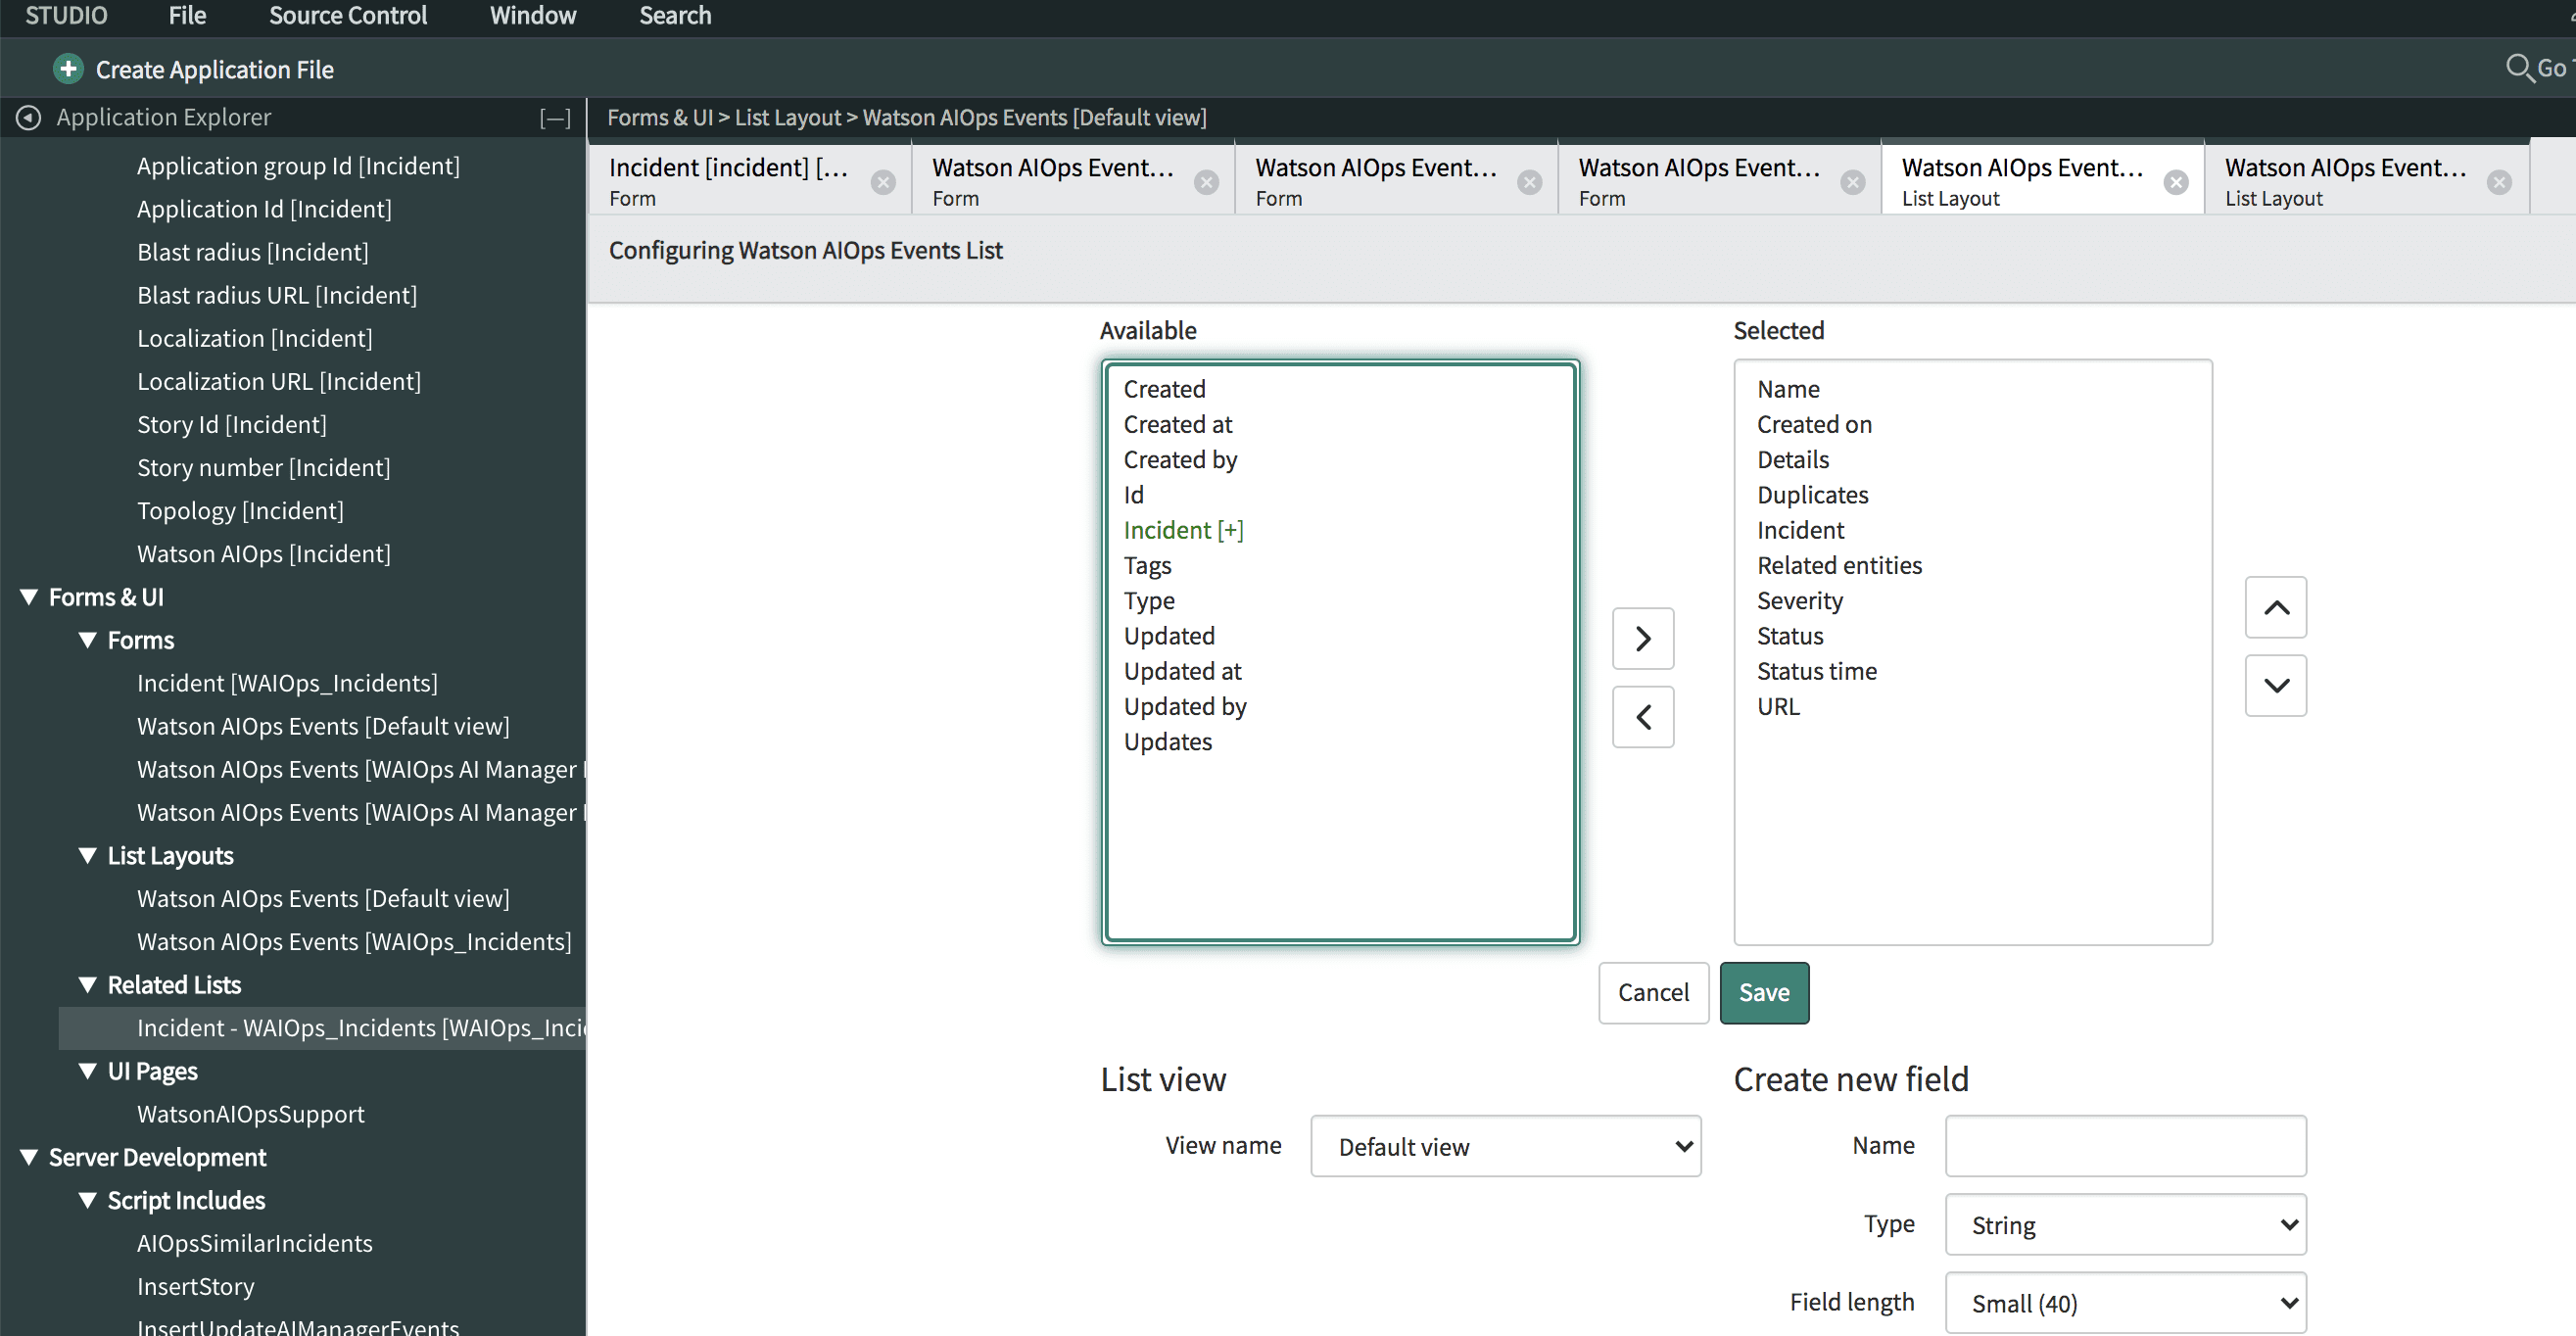 STUDIO File Source Control Window Search
Create Application File
Go
Application Explorer [—]
Forms & UI > List Layout > Watson AIOps Events [Default view]
Application group Id [Incident]
Application Id [Incident]
Blast radius [Incident]
Blast radius URL [Incident]
Localization [Incident]
Localization URL [Incident]
Story Id [Incident]
Story number [Incident]
Topology [Incident]
Watson AIOps [Incident]
Forms & UI
Forms
Incident [WAIOps_Incidents]
Watson AIOps Events [Default view]
Watson AIOps Events [WAIOps AI Manager
Watson AIOps Events [WAIOps AI Manager
List Layouts
Watson AIOps Events [Default view]
Watson AIOps Events [WAIOps_Incidents]
Related Lists
Incident - WAIOps_Incidents [WAIOps_Inci
UI Pages
WatsonAIOpsSupport
Server Development
Script Includes
AIOpsSimilarIncidents
InsertStory
InsertUpdateAIManagerEvents
Incident [incident] [...
Form
Watson AIOps Event...
Form
Watson AIOps Event...
Form
Watson AIOps Event...
Form
Watson AIOps Event...
List Layout
Watson AIOps Event...
List Layout
Configuring Watson AIOps Events List
Available
Created
Created at
Created by
Id
Incident [+]
Tags
Type
Updated
Updated at
Updated by
Updates
Selected
Name
Created on
Details
Duplicates
Incident
Related entities
Severity
Status
Status time
URL
Cancel Save
List view
View name Default view
Create new field
Name
Type String
Field length Small (40)